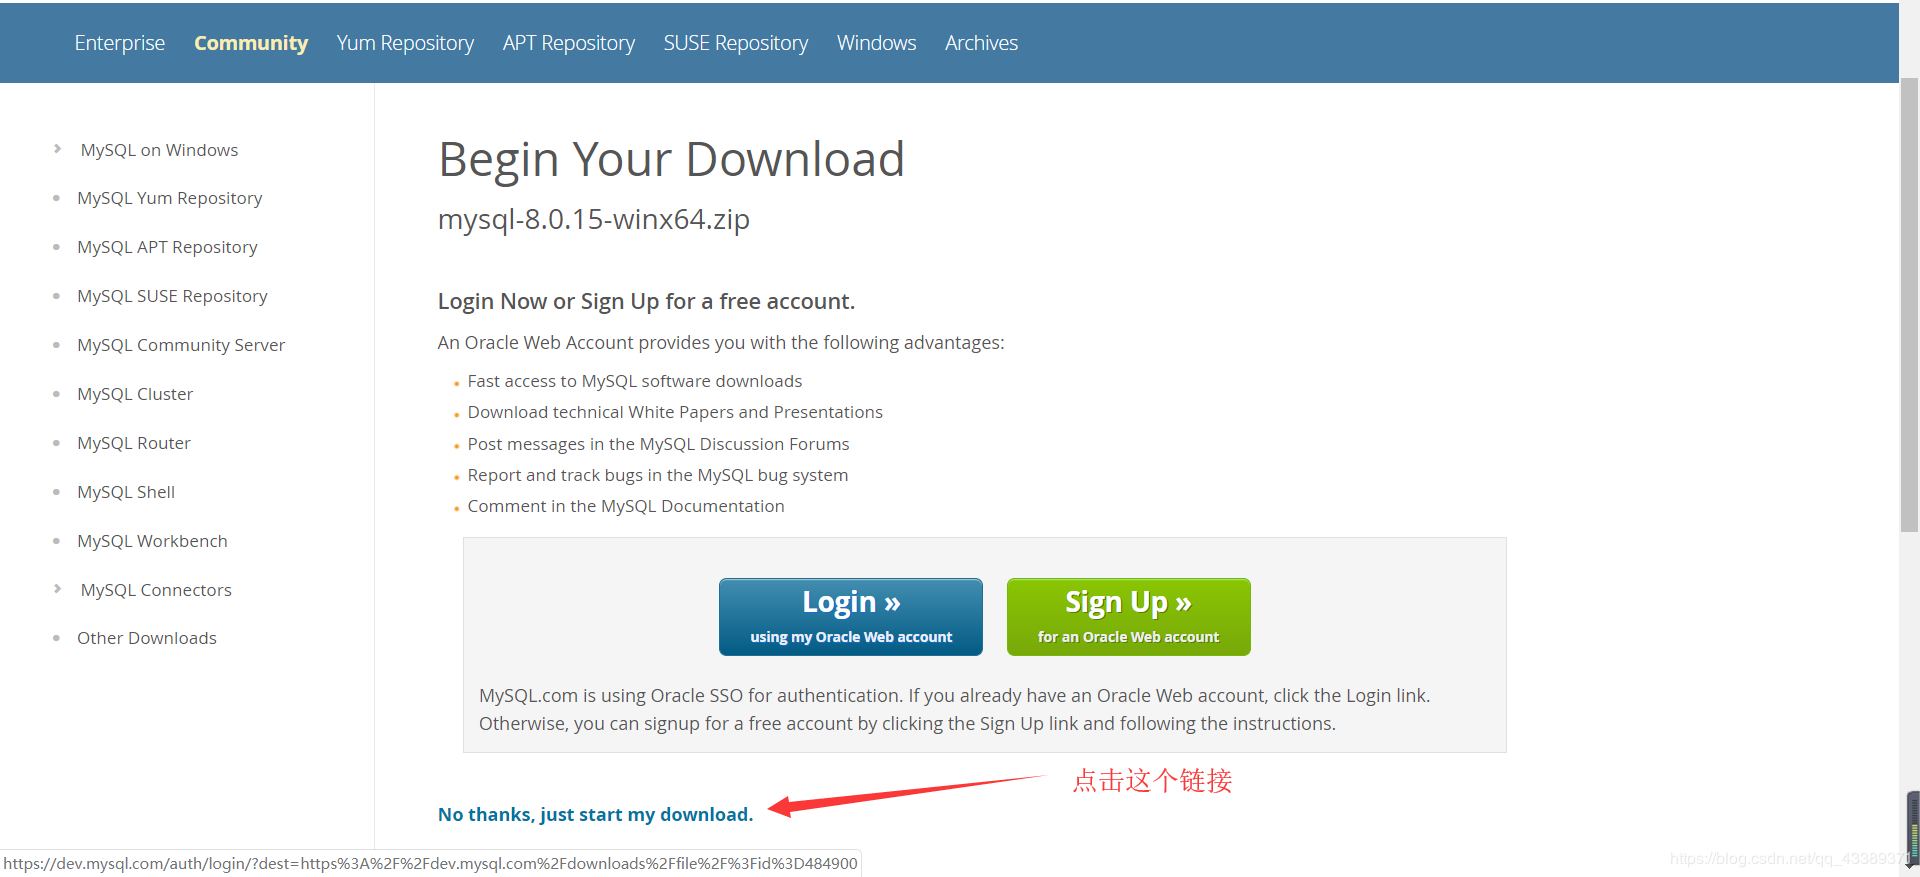 Enterprise Community Yum Repository APT Repository SUSE Repository Windows Archives
MySQL on Windows
MySQL Yum Repository
MySQL APT Repository
MySQL SUSE Repository
MySQL Community Server
MySQL Cluster
MySQL Router
MySQL Shell
MySQL Workbench
MySQL Connectors
Other Downloads
Begin Your Download
mysql-8.0.15-winx64.zip
Login Now or Sign Up for a free account.
An Oracle Web Account provides you with the following advantages:
Fast access to MySQL software downloads
Download technical White Papers and Presentations
Post messages in the MySQL Discussion Forums
Report and track bugs in the MySQL bug system
Comment in the MySQL Documentation
Login »
using my Oracle Web account
Sign Up »
for an Oracle Web account
MySQL.com is using Oracle SSO for authentication. If you already have an Oracle Web account, click the Login link.
Otherwise, you can signup for a free account by clicking the Sign Up link and following the instructions.
点击这个链接
No thanks, just start my download.
https://dev.mysql.com/auth/login/?dest=https%3A%2F%2Fdev.mysql.com%2Fdownloads%2Ffile%2F%3Fid%3D484900